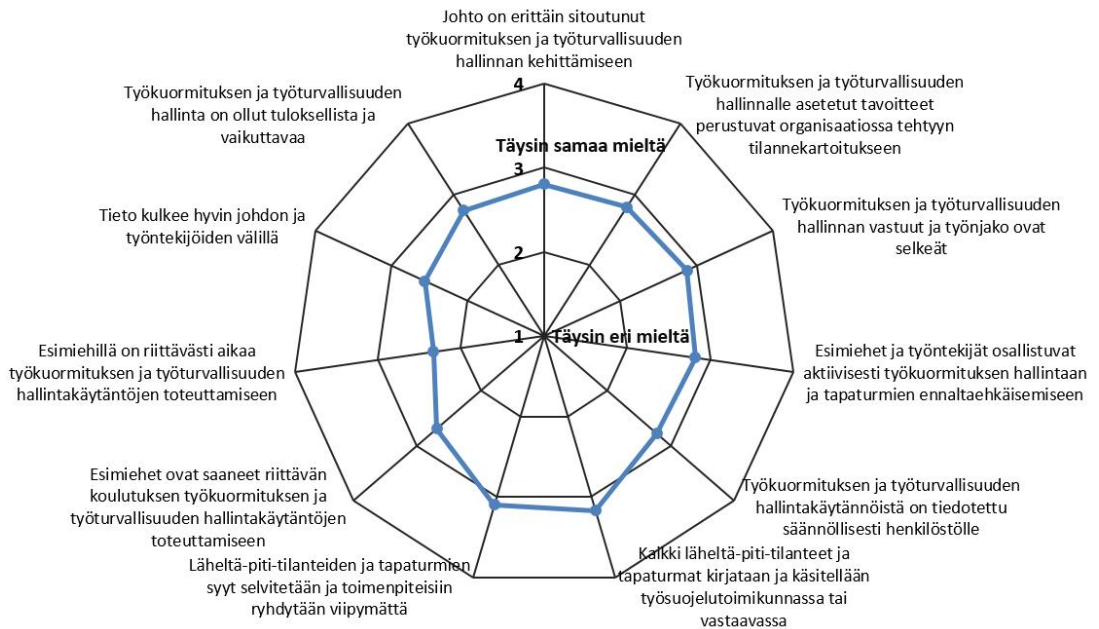 Johto on erittäin sitoutunut
työkuormituksen ja työturvallisuuden
hallinnan kehittämiseen
4
Työkuormituksen ja työturvallisuuden
hallinnalle asetetut tavoitteet
perustuvat organisaatiossa tehtyyn
tilannekartoitukseen
Työkuormituksen ja työturvallisuuden
hallinta on ollut tuloksellista ja
vaikuttavaa
Täysin samaa mieltä
3
Työkuormituksen ja työturvallisuuden
hallinnan vastuut ja työnjako ovat
selkeät
Tieto kulkee hyvin johdon ja
työntekijöiden välillä
2
1
Täysin eri mieltä
Esimiehet ja työntekijät osallistuvat
aktiivisesti työkuormituksen hallintaan
ja tapaturmien ennaltaehkäisemiseen
Esimiehillä on riittävästi aikaa
työkuormituksen ja työturvallisuuden
hallintakäytäntöjen toteuttamiseen
Työkuormituksen ja työturvallisuuden
hallintakäytännöistä on tiedotettu
säännöllisesti henkilöstölle
Esimiehet ovat saaneet riittävän
koulutuksen työkuormituksen ja
työturvallisuuden hallintakäytäntöjen
toteuttamiseen
Kaikki läheltä-piti-tilanteet ja
tapaturmat kirjataan ja käsitellään
työsuojelutoimikunnassa tai
vastaavassa
Läheltä-piti-tilanteiden ja tapaturmien
syyt selvitetään ja toimenpiteisiin
ryhdytään viipymättä